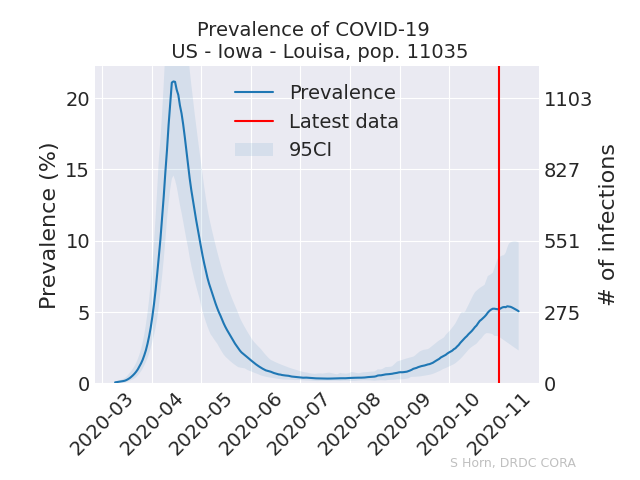 Prevalence of COVID-19
US - Iowa - Louisa, pop. 11035
Prevalence (%)
20
15
10
5
0
Prevalence
Latest data
95CI
1103
827
551
275
0
# of infections
2020-03
2020-04
2020-05
2020-06
2020-07
2020-08
2020-09
2020-10
2020-11
S Horn, DRDC CORA